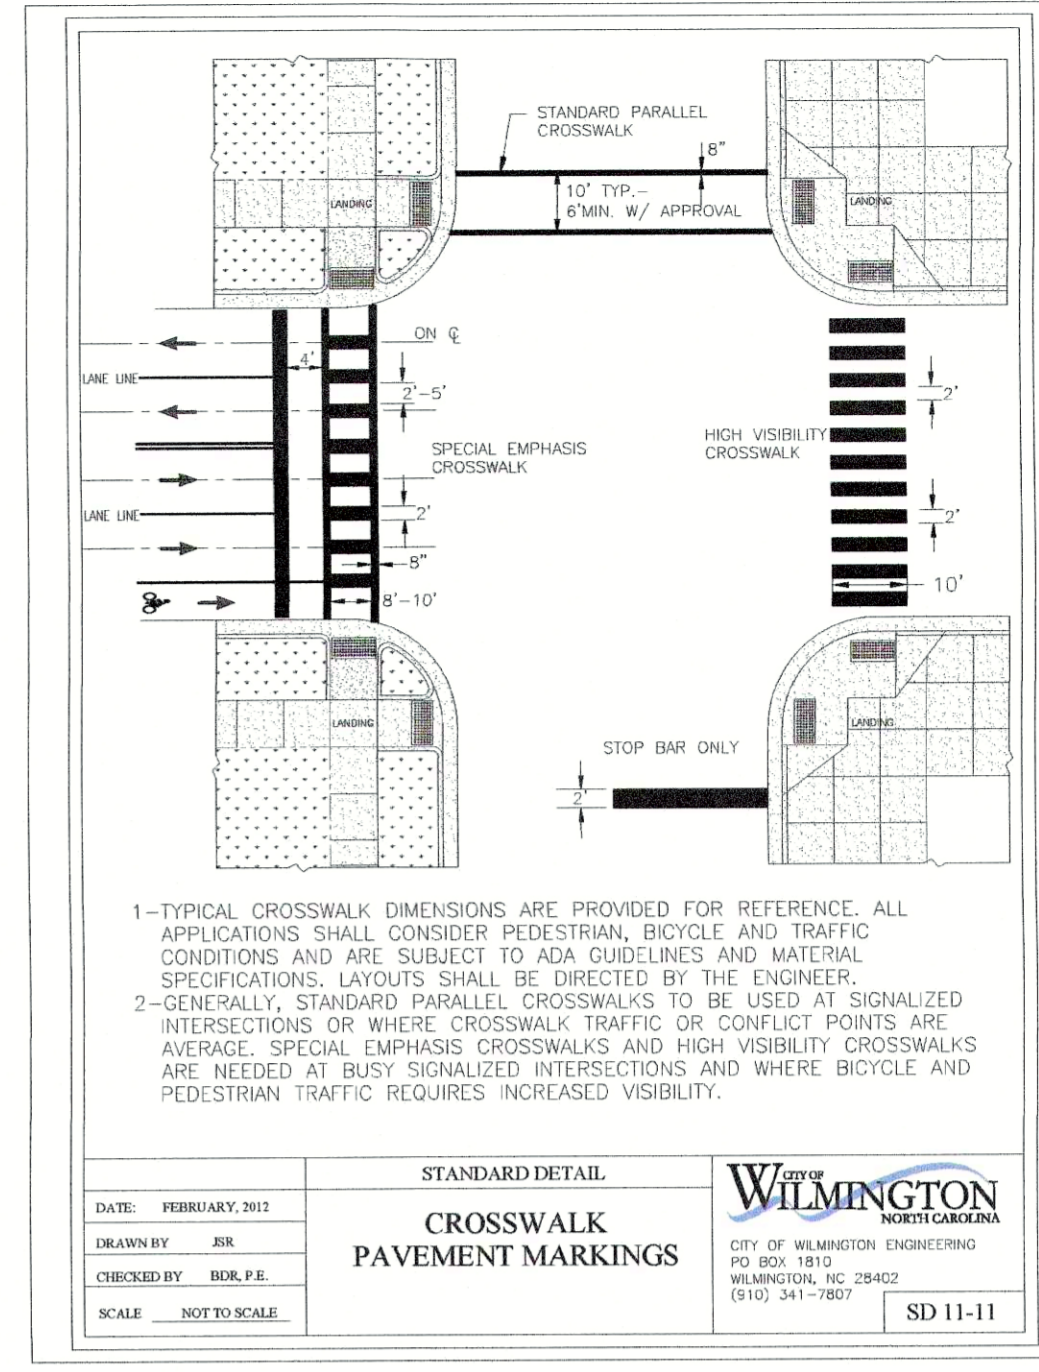 STANDARD PARALLEL
CROSSWALK
8"
10' TYP.-
6'MIN. W/ APPROVAL
LANDING
LANDING
ON ℄
4'
LANE LINE
2'-5'
2'
SPECIAL EMPHASIS
CROSSWALK
HIGH VISIBILITY
CROSSWALK
LANE LINE
2'
2'
8"
8'-10'
10'
LANDING
LANDING
STOP BAR ONLY
2'
1-TYPICAL CROSSWALK DIMENSIONS ARE PROVIDED FOR REFERENCE. ALL
APPLICATIONS SHALL CONSIDER PEDESTRIAN, BICYCLE AND TRAFFIC
CONDITIONS AND ARE SUBJECT TO ADA GUIDELINES AND MATERIAL
SPECIFICATIONS. LAYOUTS SHALL BE DIRECTED BY THE ENGINEER.
2-GENERALLY, STANDARD PARALLEL CROSSWALKS TO BE USED AT SIGNALIZED
INTERSECTIONS OR WHERE CROSSWALK TRAFFIC OR CONFLICT POINTS ARE
AVERAGE. SPECIAL EMPHASIS CROSSWALKS AND HIGH VISIBILITY CROSSWALKS
ARE NEEDED AT BUSY SIGNALIZED INTERSECTIONS AND WHERE BICYCLE AND
PEDESTRIAN TRAFFIC REQUIRES INCREASED VISIBILITY.
DATE: FEBRUARY, 2012
DRAWN BY JSR
CHECKED BY BDR, P.E.
SCALE NOT TO SCALE
STANDARD DETAIL
CROSSWALK
PAVEMENT MARKINGS
CITY OF
WILMINGTON
NORTH CAROLINA
CITY OF WILMINGTON ENGINEERING
PO BOX 1810
WILMINGTON, NC 28402
(910) 341-7807
SD 11-11